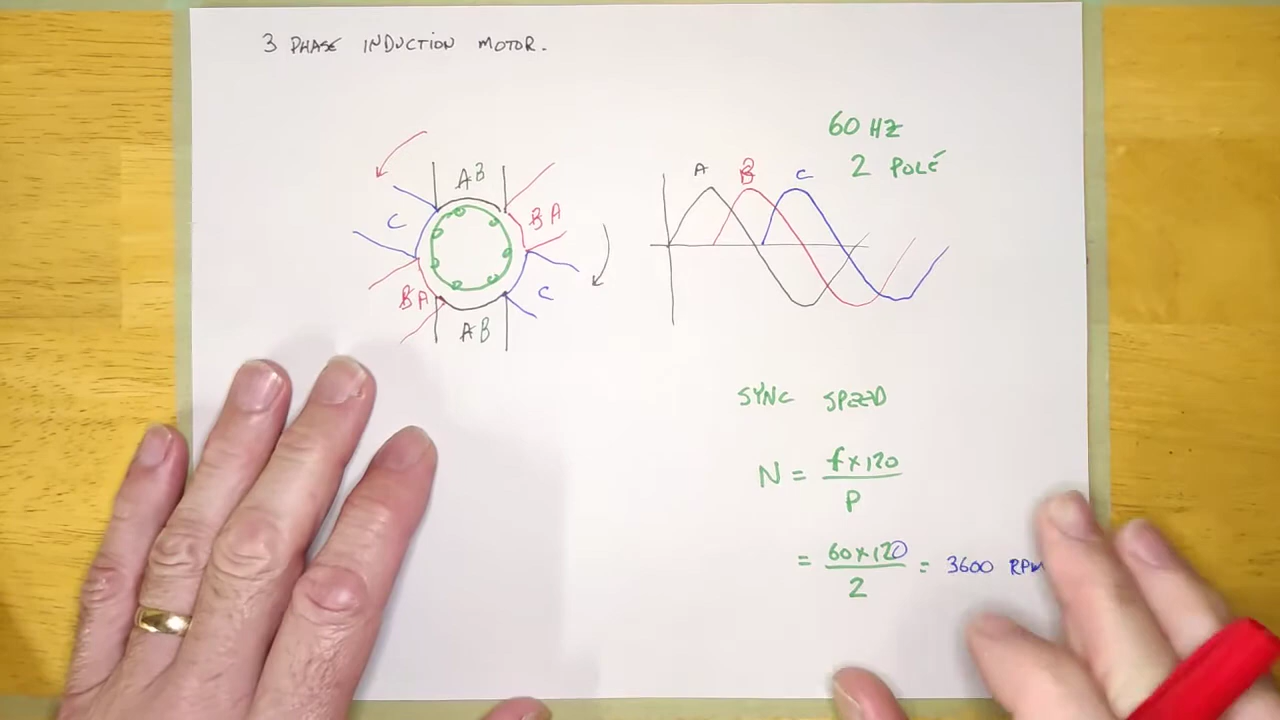 3 PHASE INDUCTION MOTOR.
60 HZ
2 POLE
A B C
AB
C BA
BA C
AB
SYNC SPEED
N = f×120
P
= 60×120 = 3600 RPM
2